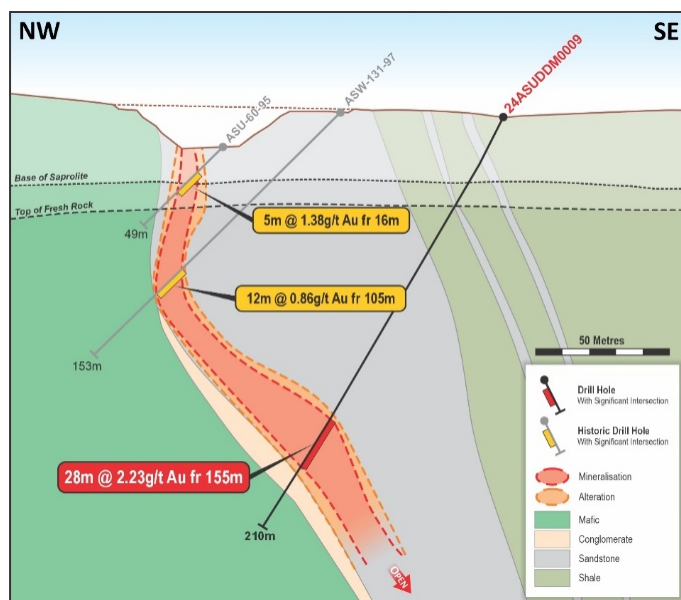 NW
SE
ASU-60-95
ASW-131-97
24ASUDDM0009
Base of Saprolite
Top of Fresh Rock
5m @ 1.38g/t Au fr 16m
49m
12m @ 0.86g/t Au fr 105m
153m
50 Metres
28m @ 2.23g/t Au fr 155m
210m
OPEN
Drill Hole
With Significant Intersection
Historic Drill Hole
With Significant Intersection
Mineralisation
Alteration
Mafic
Conglomerate
Sandstone
Shale